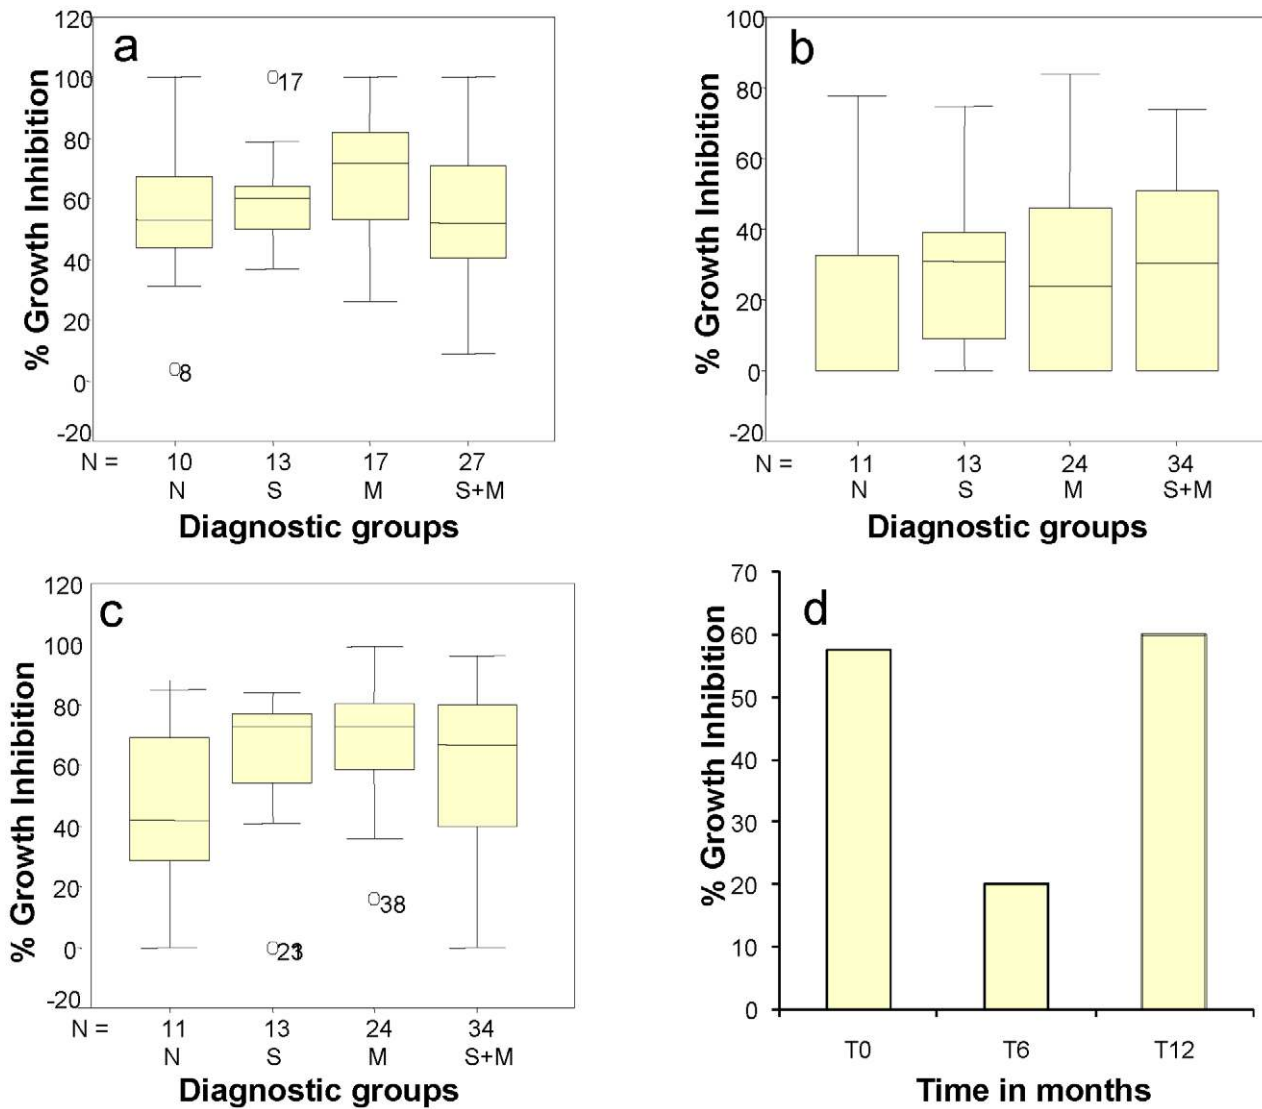 a
% Growth Inhibition
120
100
80
60
40
20
0
-20
17
8
N = 10 13 17 27
N S M S+M
Diagnostic groups
b
% Growth Inhibition
100
80
60
40
20
0
-20
N = 11 13 24 34
N S M S+M
Diagnostic groups
c
% Growth Inhibition
120
100
80
60
40
20
0
-20
38
N = 11 13 24 34
N S M S+M
Diagnostic groups
d
% Growth Inhibition
70
60
50
40
30
20
10
0
T0 T6 T12
Time in months